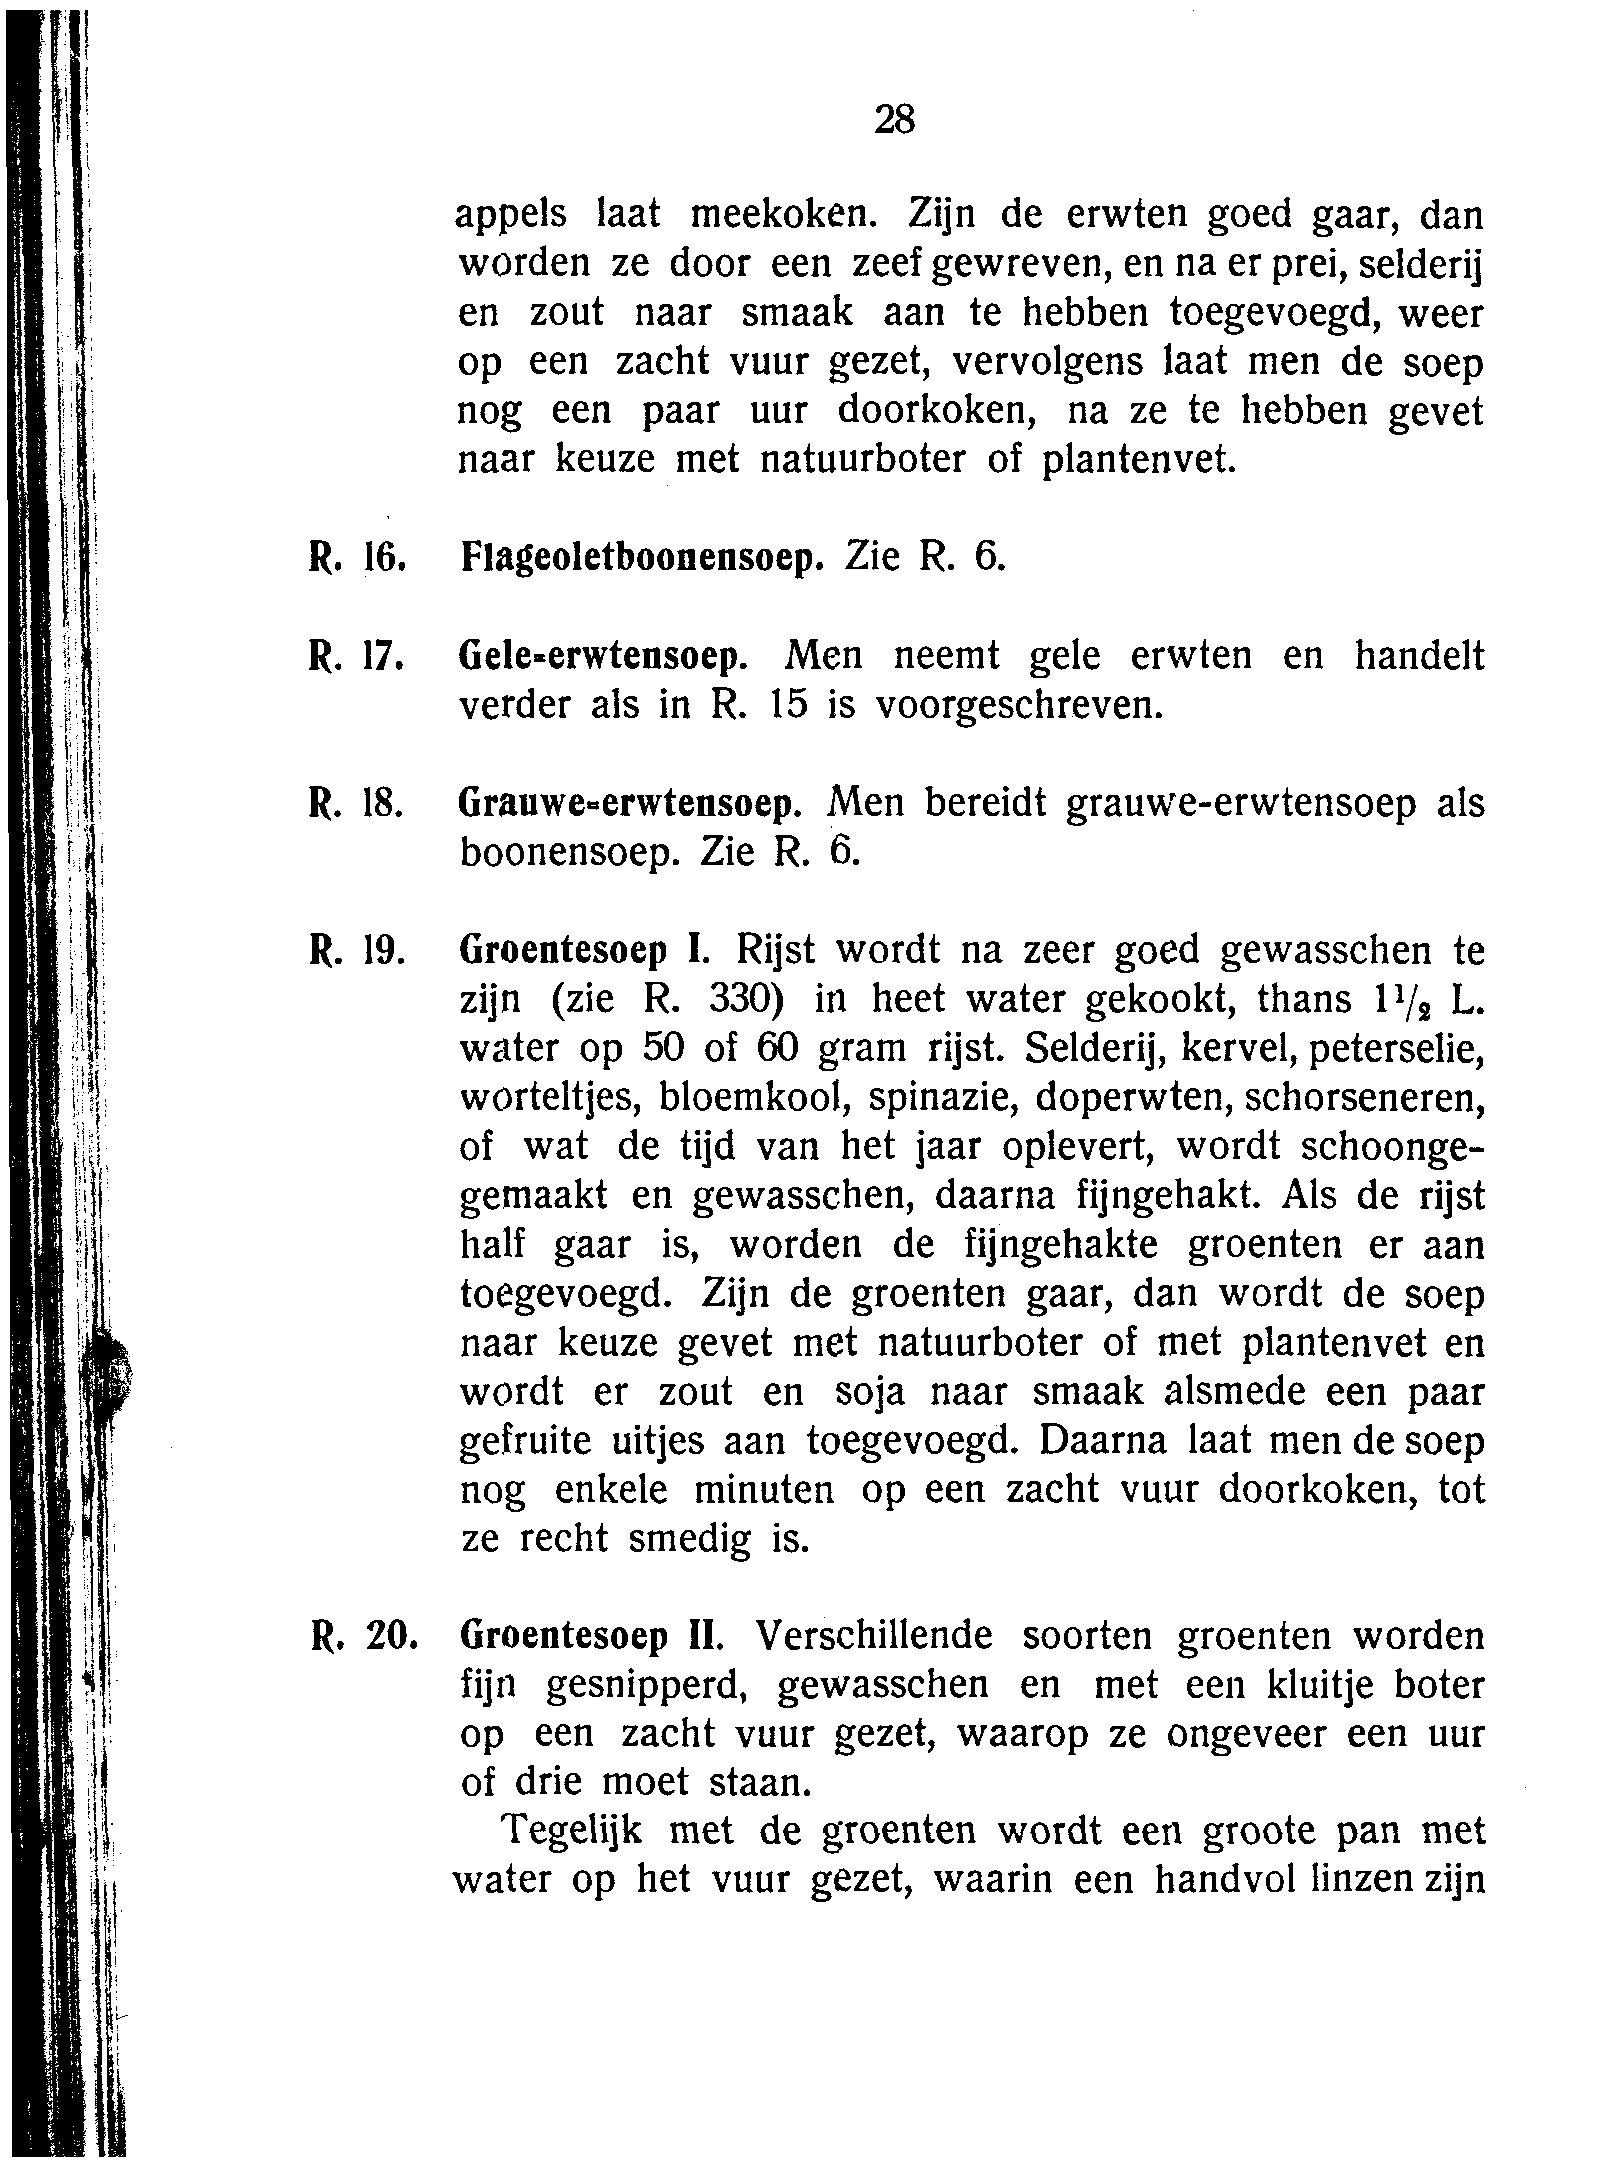 28
appels laat meekoken. Zijn de erwten goed gaar, dan
worden ze door een zeef gewreven, en na er prei, selderij
en zout naar smaak aan te hebben toegevoegd, weer
op een zacht vuur gezet, vervolgens laat men de soep
nog een paar uur doorkoken, na ze te hebben gevet
naar keuze met natuurboter of plantenvet.
R. 16. Flageoletboonensoep. Zie R. 6.
R. 17. Gele-erwtensoep. Men neemt gele erwten en handelt
verder als in R. 15 is voorgeschreven.
R. 18. Grauwe-erwtensoep. Men bereidt grauwe-erwtensoep als
boonensoep. Zie R. 6.
R. 19. Groentesoep I. Rijst wordt na zeer goed gewasschen te
zijn (zie R. 330) in heet water gekookt, thans 1 1/2 L.
water op 50 of 60 gram rijst. Selderij, kervel, peterselie,
worteltjes, bloemkool, spinazie, doperwten, schorseneren,
of wat de tijd van het jaar oplevert, wordt schoonge-
gemaakt en gewasschen, daarna fijngehakt. Als de rijst
half gaar is, worden de fijngehakte groenten er aan
toegevoegd. Zijn de groenten gaar, dan wordt de soep
naar keuze gevet met natuurboter of met plantenvet en
wordt er zout en soja naar smaak alsmede een paar
gefruite uitjes aan toegevoegd. Daarna laat men de soep
nog enkele minuten op een zacht vuur doorkoken, tot
ze recht smedig is.
R. 20. Groentesoep II. Verschillende soorten groenten worden
fijn gesnipperd, gewasschen en met een kluitje boter
op een zacht vuur gezet, waarop ze ongeveer een uur
of drie moet staan.
Tegelijk met de groenten wordt een groote pan met
water op het vuur gezet, waarin een handvol linzen zijn